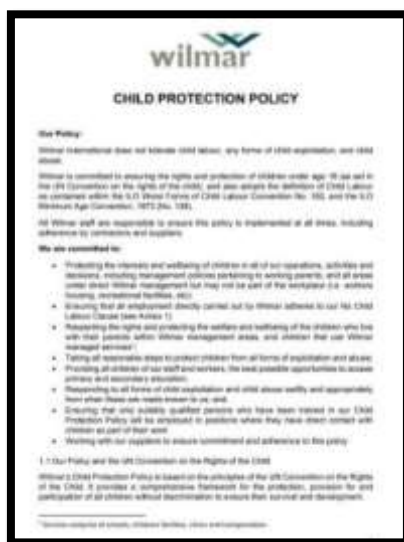 wilmar
CHILD PROTECTION POLICY
Our Policy:
Wilmar International does not tolerate child labour, any forms of child exploitation, and child
abuse.
Wilmar is committed to ensuring the rights and protection of children under age 18 (as set in
the UN Convention on the rights of the child), and also adopts the definition of Child Labour
as contained within the ILO Worst Forms of Child Labour Convention No. 182, and the ILO
Minimum Age Convention, 1973 (No. 138).
All Wilmar staff are responsible to ensure this policy is implemented at all times, including
adherence by contractors and suppliers.
We are committed to:
• Protecting the interests and wellbeing of children in all of our operations, activities and
decisions, including management policies pertaining to working parents, and all areas
under direct Wilmar management but may not be part of the workplace (i.e. workers
housing, recreational facilities, etc).
• Ensuring that all employment directly carried out by Wilmar adheres to our No Child
Labour Clause (see Annex 1)
• Respecting the rights and protecting the welfare and wellbeing of the children who live
with their parents within Wilmar management areas, and children that use Wilmar
managed services¹;
• Taking all reasonable steps to protect children from all forms of exploitation and abuse;
• Providing all children of our staff and workers, the best possible opportunities to access
primary and secondary education;
• Responding to all forms of child exploitation and child abuse swiftly and appropriately
from when these are made known to us; and
• Ensuring that only suitably qualified persons who have been trained in our Child
Protection Policy will be employed in positions where they have direct contact with
children as part of their work
• Working with our suppliers to ensure commitment and adherence to this policy
1.1 Our Policy and the UN Convention on the Rights of the Child
Wilmar's Child Protection Policy is based on the principles of the UN Convention on the Rights
of the Child. It provides a comprehensive framework for the protection, provision for and
participation of all children without discrimination to ensure their survival and development.